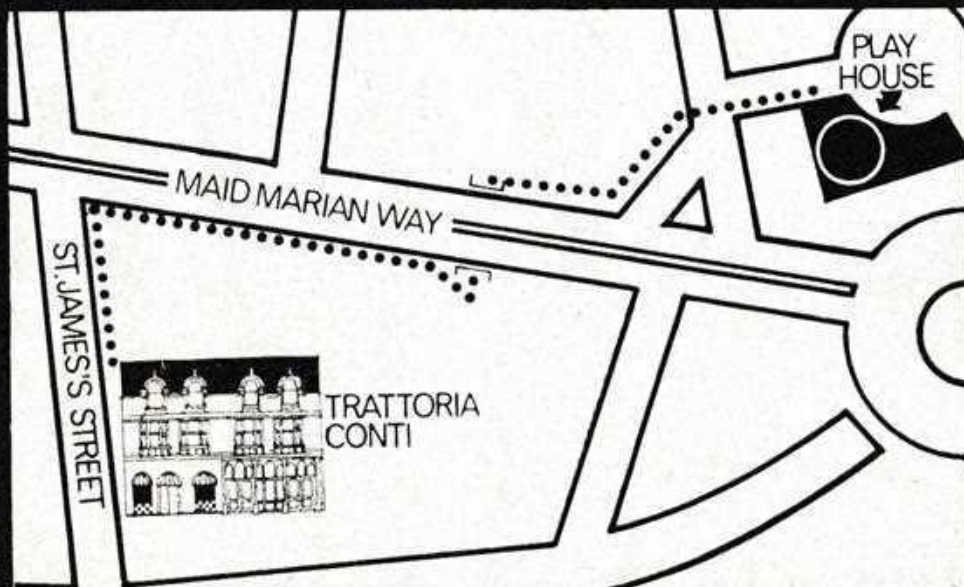 PLAY
HOUSE
MAID MARIAN WAY
ST. JAMES'S STREET
TRATTORIA
CONTI